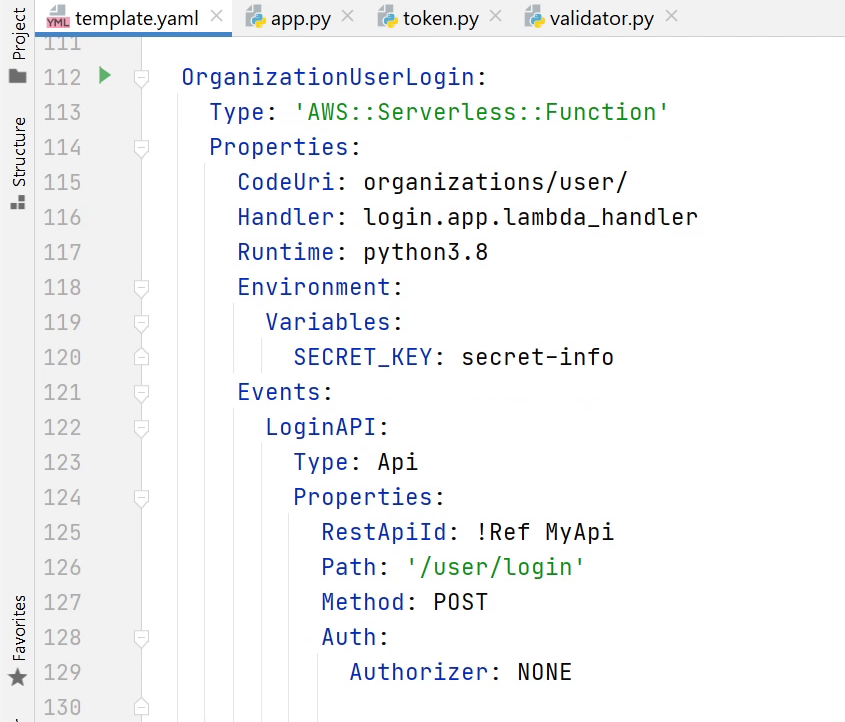 template.yaml
app.py
token.py
validator.py
Project
Structure
Favorites
YML
111
112 OrganizationUserLogin:
113 Type: 'AWS::Serverless::Function'
114 Properties:
115 CodeUri: organizations/user/
116 Handler: login.app.lambda_handler
117 Runtime: python3.8
118 Environment:
119 Variables:
120 SECRET_KEY: secret-info
121 Events:
122 LoginAPI:
123 Type: Api
124 Properties:
125 RestApiId: !Ref MyApi
126 Path: '/user/login'
127 Method: POST
128 Auth:
129 Authorizer: NONE
130